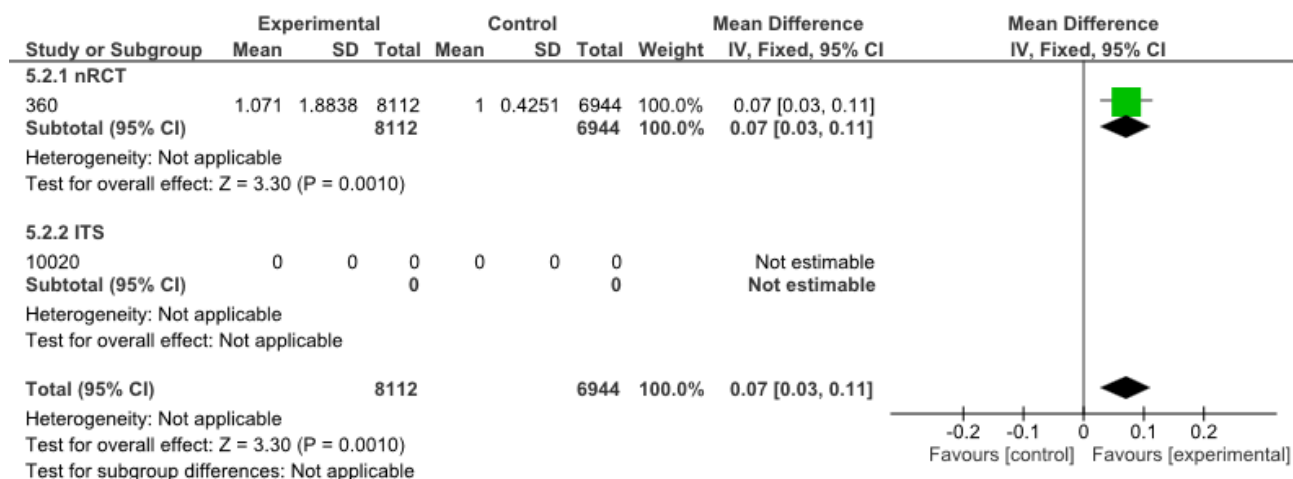 Experimental Control Mean Difference Mean Difference
Study or Subgroup Mean SD Total Mean SD Total Weight IV, Fixed, 95% CI IV, Fixed, 95% CI
5.2.1 nRCT
360 1.071 1.8838 8112 1 0.4251 6944 100.0% 0.07 [0.03, 0.11]
Subtotal (95% CI) 8112 6944 100.0% 0.07 [0.03, 0.11]
Heterogeneity: Not applicable
Test for overall effect: Z = 3.30 (P = 0.0010)
5.2.2 ITS
10020 0 0 0 0 0 0 Not estimable
Subtotal (95% CI) 0 0 Not estimable
Heterogeneity: Not applicable
Test for overall effect: Not applicable
Total (95% CI) 8112 6944 100.0% 0.07 [0.03, 0.11]
Heterogeneity: Not applicable
Test for overall effect: Z = 3.30 (P = 0.0010)
Test for subgroup differences: Not applicable
-0.2 -0.1 0 0.1 0.2
Favours [control] Favours [experimental]